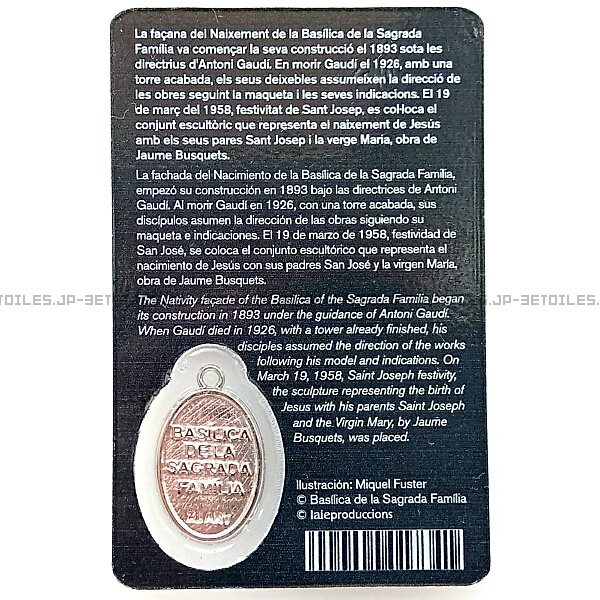 La façana del Naixement de la Basílica de la Sagrada
Família va començar la seva construcció el 1893 sota les
directrius d'Antoni Gaudí. En morir Gaudí el 1926, amb una
torre acabada, els seus deixebles assumeixen la direcció de
les obres seguint la maqueta i les seves indicacions. El 19
de març del 1958, festivitat de Sant Josep, es col·loca el
conjunt escultòric que representa el naixement de Jesús
amb els seus pares Sant Josep i la verge Maria, obra de
Jaume Busquets.
La fachada del Nacimiento de la Basílica de la Sagrada Família,
empezó su construcción en 1893 bajo las directrices de Antoni
Gaudí. Al morir Gaudí en 1926, con una torre acabada, sus
discípulos asumen la dirección de las obras siguiendo su
maqueta e indicaciones. El 19 de marzo de 1958, festividad de
San José, se coloca el conjunto escultórico que representa el
nacimiento de Jesús con sus padres San José y la virgen María,
obra de Jaume Busquets.
The Nativity façade of the Basilica of the Sagrada Família began
its construction in 1893 under the guidance of Antoni Gaudí.
When Gaudí died in 1926, with a tower already finished, his
disciples assumed the direction of the works
following his model and indications. On
March 19, 1958, Saint Joseph festivity,
the sculpture representing the birth of
Jesus with his parents Saint Joseph
and the Virgin Mary, by Jaume
Busquets, was placed.
BASILICA
DE LA
SAGRADA
FAMILIA
Il·lustración: Miquel Fuster
© Basílica de la Sagrada Família
© laieproduccions
ETOILES.JP-3ETOILES.JP-3ETOILES.